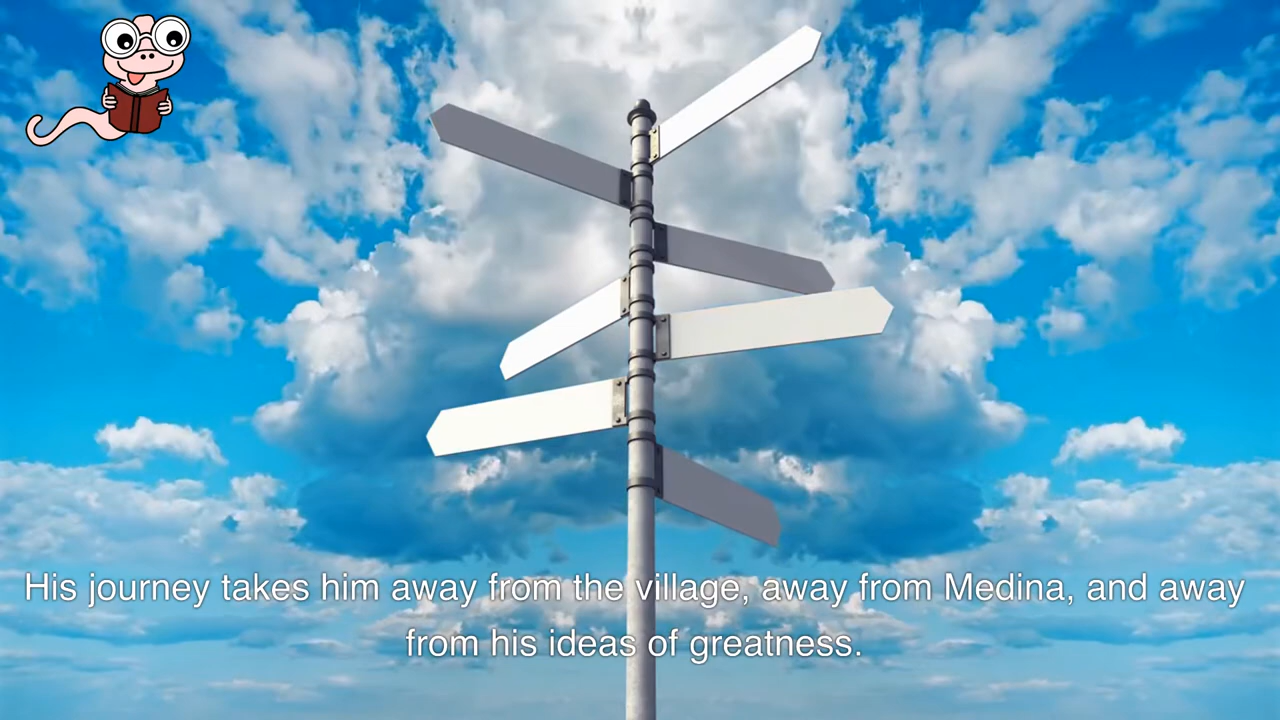 His journey takes him away from the village, away from Medina, and away
from his ideas of greatness.